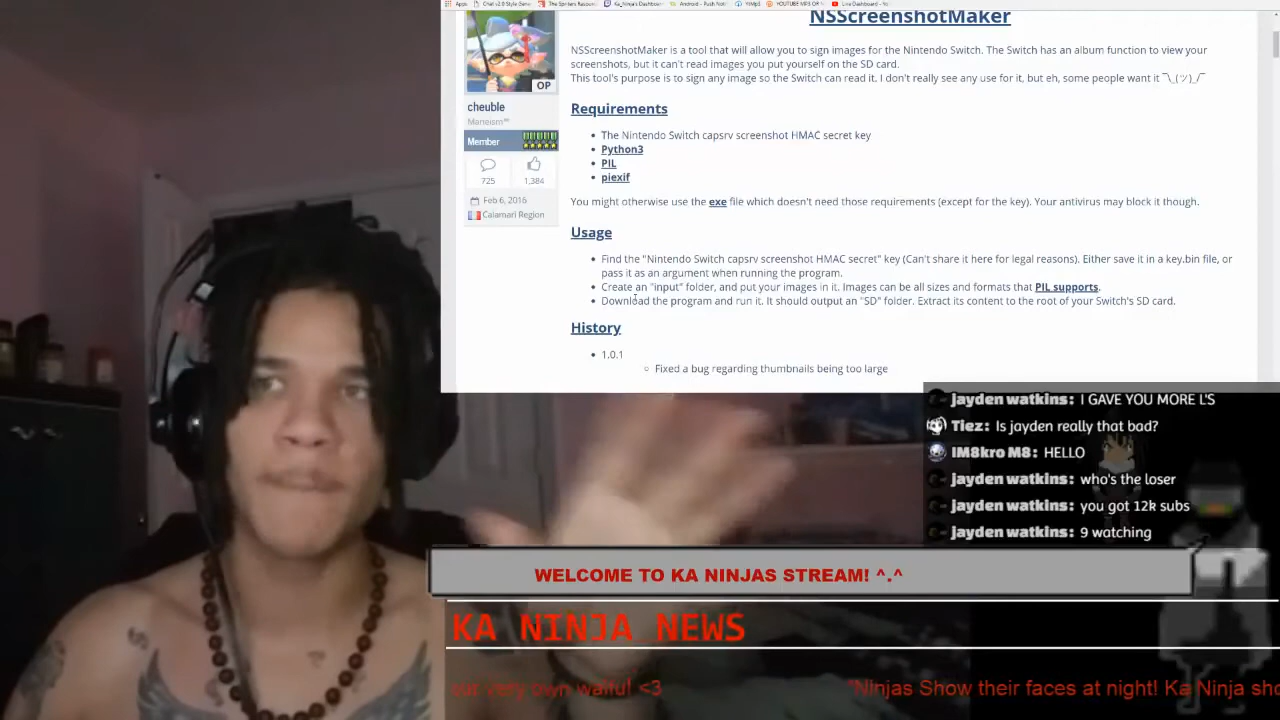 Apps
NSScreenshotMaker
NSScreenshotMaker is a tool that will allow you to sign images for the Nintendo Switch. The Switch has an album function to view your
screenshots, but it can't read images you put yourself on the SD card.
This tool's purpose is to sign any image so the Switch can read it. I don't really see any use for it, but eh, some people want it ¯\_(ツ)_/¯
OP
cheuble
Member
725
1,384
Feb 6, 2016
Calamari Region
Requirements
The Nintendo Switch capsrv screenshot HMAC secret key
Python3
PIL
piexif
You might otherwise use the exe file which doesn't need those requirements (except for the key). Your antivirus may block it though.
Usage
Find the "Nintendo Switch capsrv screenshot HMAC secret" key (Can't share it here for legal reasons). Either save it in a key.bin file, or
pass it as an argument when running the program.
Create an "input" folder, and put your images in it. Images can be all sizes and formats that PIL supports.
Download the program and run it. It should output an "SD" folder. Extract its content to the root of your Switch's SD card.
History
1.0.1
Fixed a bug regarding thumbnails being too large
jayden watkins: I GAVE YOU MORE L'S
Tiez: Is jayden really that bad?
IM8kro M8: HELLO
jayden watkins: who's the loser
jayden watkins: you got 12k subs
jayden watkins: 9 watching
WELCOME TO KA NINJAS STREAM! ^.^
KA NINJA NEWS
our very own waifu! <3
"Ninjas Show their faces at night! Ka Ninja sho